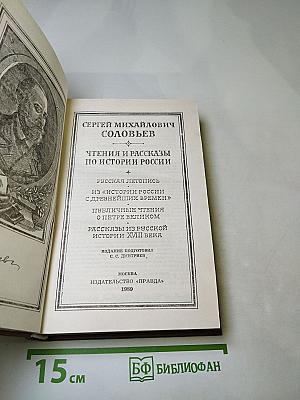 СЕРГЕЙ МИХАЙЛОВИЧ
СОЛОВЬЕВ
ЧТЕНИЯ И РАССКАЗЫ
ПО ИСТОРИИ РОССИИ
РУССКАЯ ЛЕТОПИСЬ
ИЗ «ИСТОРИИ РОССИИ
С ДРЕВНЕЙШИХ ВРЕМЕН»
ПУБЛИЧНЫЕ ЧТЕНИЯ
О ПЕТРЕ ВЕЛИКОМ
РАССКАЗЫ ИЗ РУССКОЙ
ИСТОРИИ XVIII ВЕКА
ИЗДАНИЕ ПОДГОТОВИЛ
С. С. ДМИТРИЕВ
МОСКВА
ИЗДАТЕЛЬСТВО «ПРАВДА»
1989
15 см
БФ БИБЛИОФАН